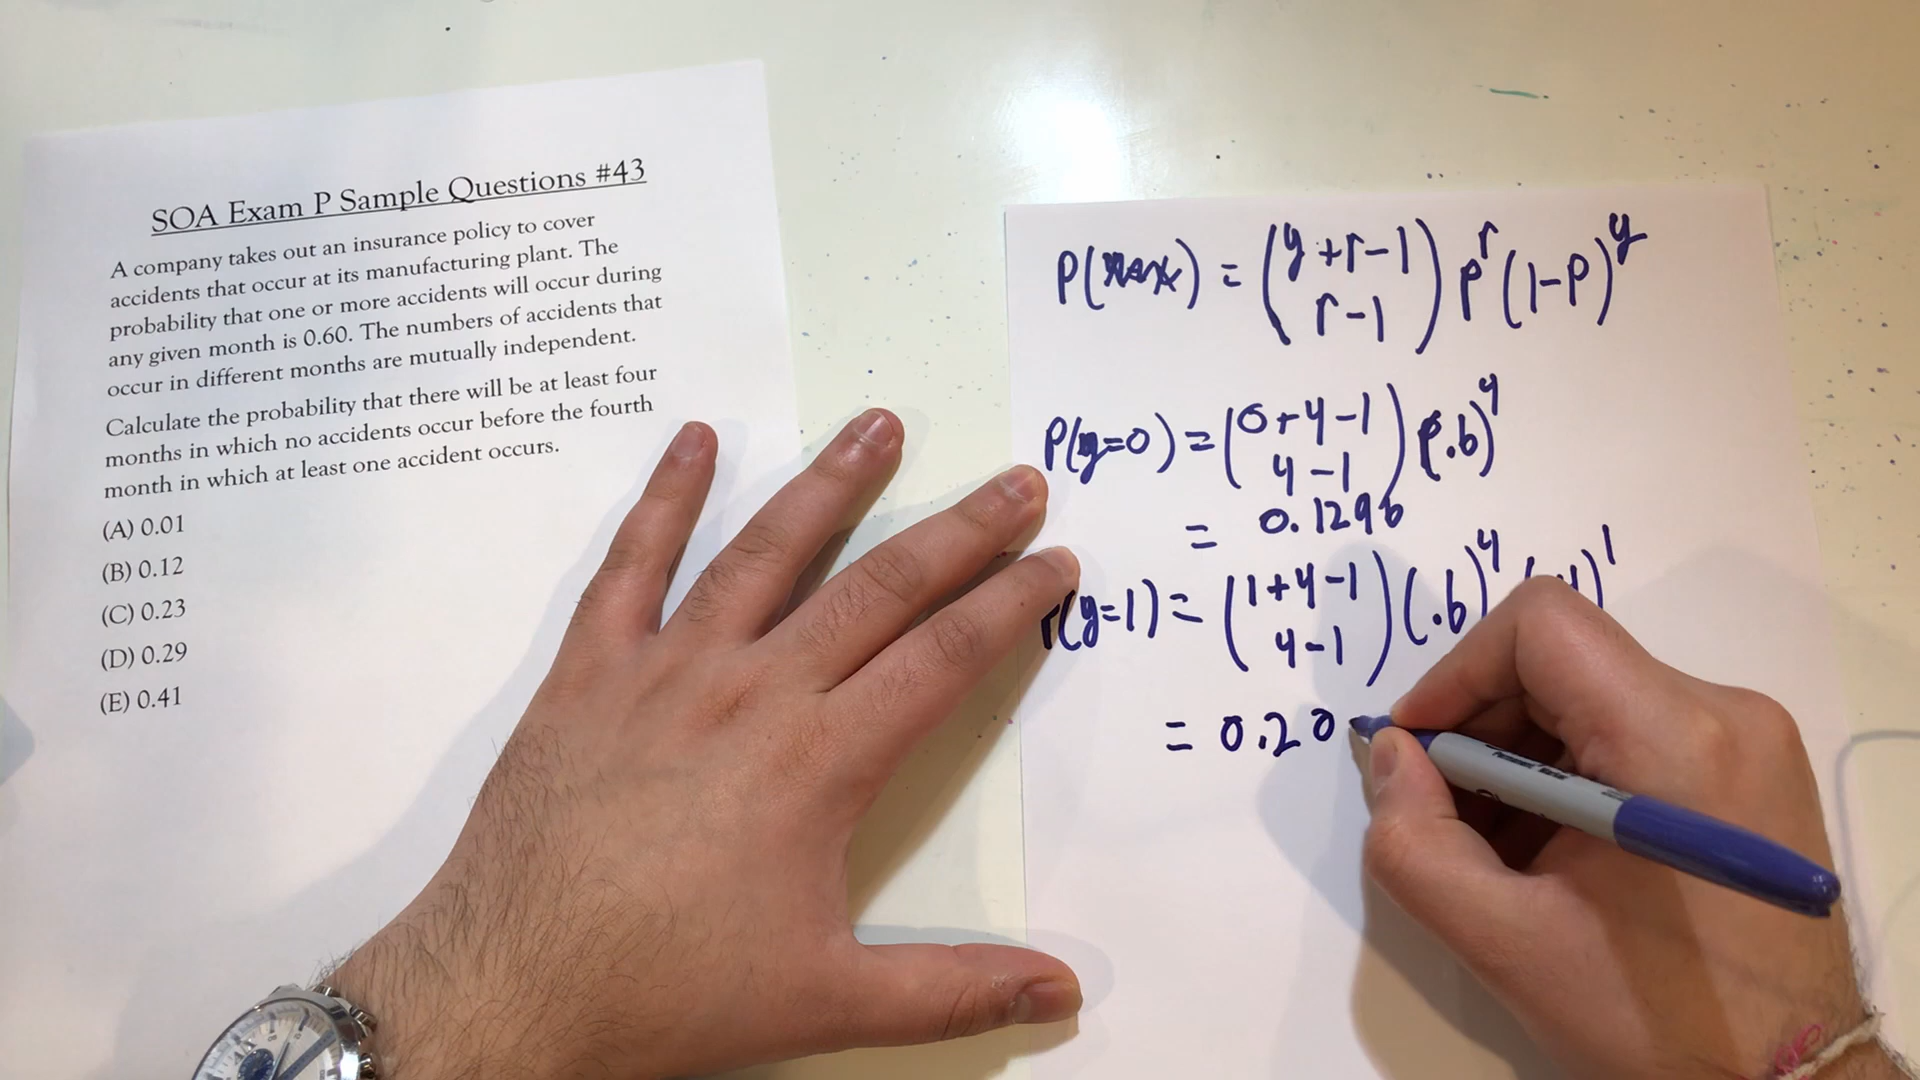 SOA Exam P Sample Questions #43
A company takes out an insurance policy to cover
accidents that occur at its manufacturing plant. The
probability that one or more accidents will occur during
any given month is 0.60. The numbers of accidents that
occur in different months are mutually independent.
Calculate the probability that there will be at least four
months in which no accidents occur before the fourth
month in which at least one accident occurs.
(A) 0.01
(B) 0.12
(C) 0.23
(D) 0.29
(E) 0.41
P( ) = (y+r-1 
r-1) p^r (1-p)^y
P(y=0) = (0+4-1 
4-1) (.6)^4
= 0.1296
(y=1) = (1+4-1 
4-1) (.6)^4 )^1
= 0.20